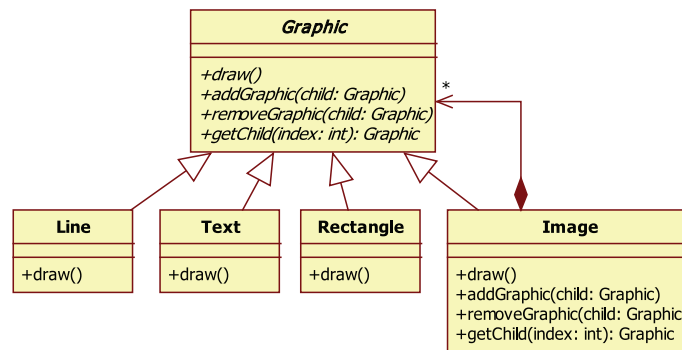 Graphic
+draw()
+addGraphic(child: Graphic)
+removeGraphic(child: Graphic)
+getChild(index: int): Graphic
*
Line
+draw()
Text
+draw()
Rectangle
+draw()
Image
+draw()
+addGraphic(child: Graphic)
+removeGraphic(child: Graphic
+getChild(index: int): Graphic